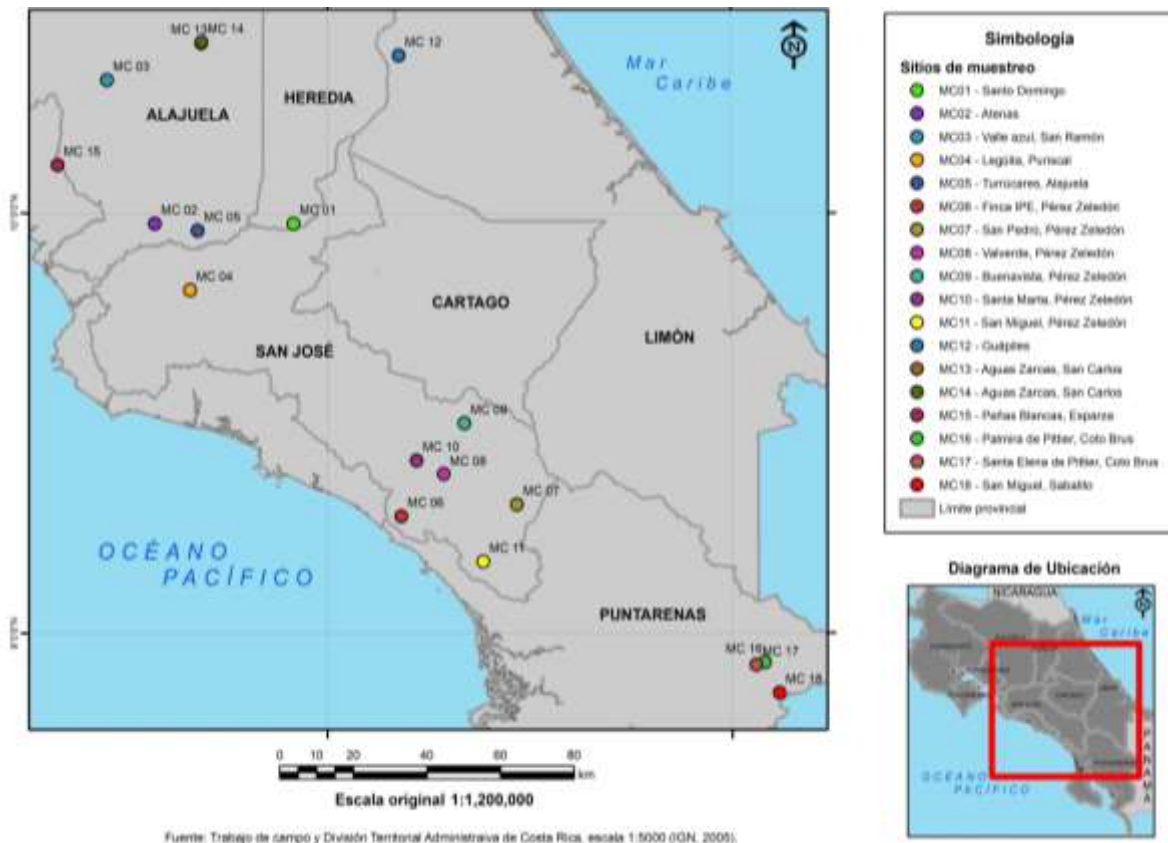 MC 13 MC 14
MC 12
MC 03
HEREDIA
ALAJUELA
Mar
Caribe
MC 15
MC 02
MC 05
MC 01
MC 04
CARTAGO
SAN JOSÉ
LIMÓN
MC 09
MC 10
MC 08
MC 07
MC 06
MC 11
OCÉANO
PACÍFICO
PUNTARENAS
MC 16 MC 17
MC 18
10°0'0"N
9°0'0"N
0 10 20 40 60 80
km
Escala original 1:1,200,000
Fuente: Trabajo de campo y División Territorial Administraiva de Costa Rica, escala 1:5000 (IGN, 2005).
N
Simbología
Sitios de muestreo
MC01 - Santo Domingo
MC02 - Atenas
MC03 - Valle azul, San Ramón
MC04 - Legüita, Puriscal
MC05 - Turrúcares, Alajuela
MC06 - Finca IPE, Pérez Zeledón
MC07 - San Pedro, Pérez Zeledón
MC08 - Valverde, Pérez Zeledón
MC09 - Buenavista, Pérez Zeledón
MC10 - Santa Marta, Pérez Zeledón
MC11 - San Miguel, Pérez Zeledón
MC12 - Guápiles
MC13 - Aguas Zarcas, San Carlos
MC14 - Aguas Zarcas, San Carlos
MC15 - Peñas Blancas, Esparza
MC16 - Palmira de Pittier, Coto Brus
MC17 - Santa Elena de Pittier, Coto Brus
MC18 - San Miguel, Sabalito
Límite provincial
Diagrama de Ubicación
NICARAGUA
N
Mar
Caribe
OCÉANO
PACÍFICO
PANAMÁ